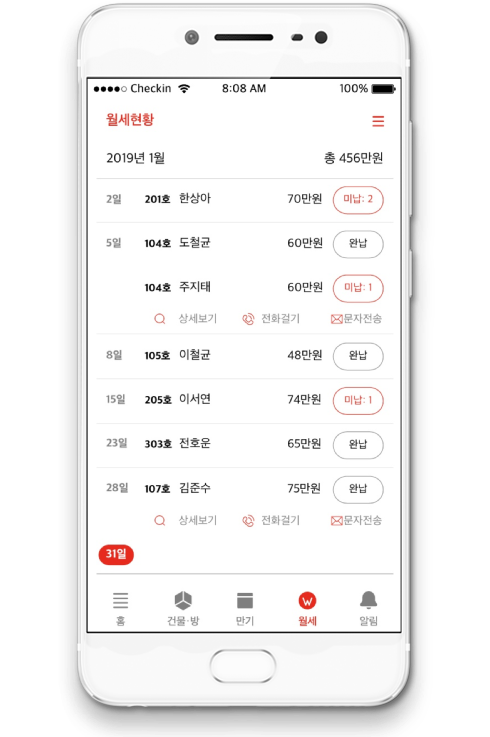 ●●●●○ Checkin 8:08 AM 100%
월세현황
2019년 1월 총 456만원
2일 201호 한상아 70만원 미납: 2
5일 104호 도철균 60만원 완납
104호 주지태 60만원 미납: 1
상세보기 전화걸기 문자전송
8일 105호 이철균 48만원 완납
15일 205호 이서연 74만원 미납: 1
23일 303호 전호운 65만원 완납
28일 107호 김준수 75만원 완납
상세보기 전화걸기 문자전송
31일
홈 건물·방 만기 월세 알림